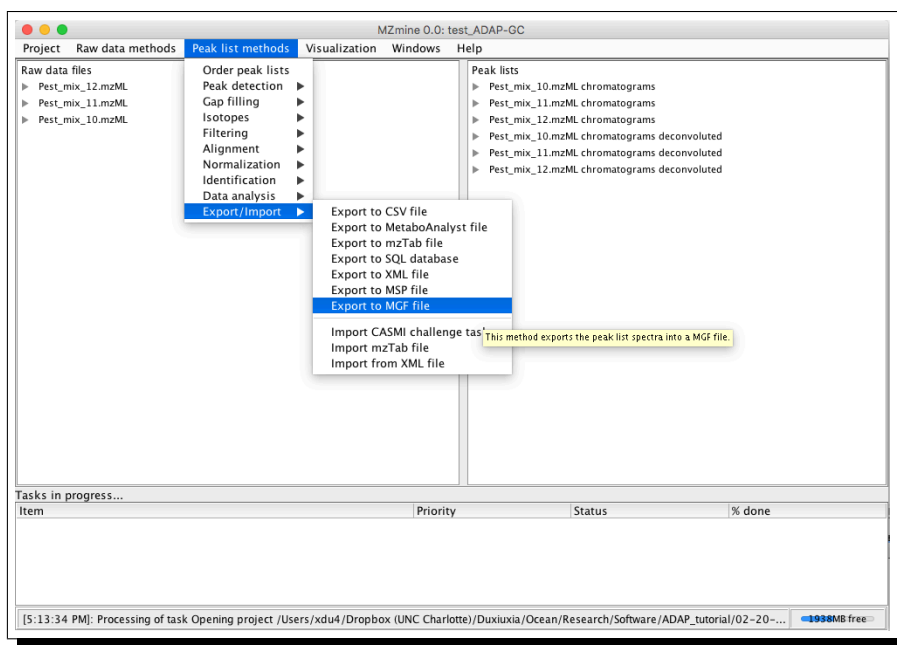 MZmine 0.0: test_ADAP-GC
Project Raw data methods Peak list methods Visualization Windows Help
Raw data files
Pest_mix_12.mzML
Pest_mix_11.mzML
Pest_mix_10.mzML
Order peak lists
Peak detection
Gap filling
Isotopes
Filtering
Alignment
Normalization
Identification
Data analysis
Export/Import
Export to CSV file
Export to MetaboAnalyst file
Export to mzTab file
Export to SQL database
Export to XML file
Export to MSP file
Export to MGF file
Import CASMI challenge tas
This method exports the peak list spectra into a MGF file.
Import mzTab file
Import from XML file
Peak lists
Pest_mix_10.mzML chromatograms
Pest_mix_11.mzML chromatograms
Pest_mix_12.mzML chromatograms
Pest_mix_10.mzML chromatograms deconvoluted
Pest_mix_11.mzML chromatograms deconvoluted
Pest_mix_12.mzML chromatograms deconvoluted
Tasks in progress...
Item Priority Status % done
[5:13:34 PM]: Processing of task Opening project /Users/xdu4/Dropbox (UNC Charlotte)/Duxiuxia/Ocean/Research/Software/ADAP_tutorial/02-20-... 1938MB free